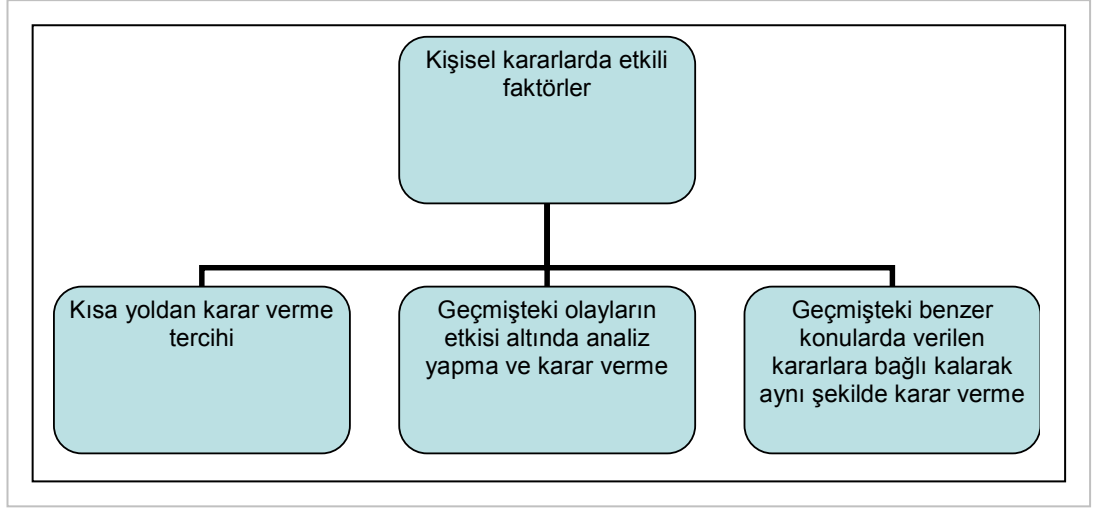 Kişisel kararlarda etkili
faktörler
Kısa yoldan karar verme
tercihi
Geçmişteki olayların
etkisi altında analiz
yapma ve karar verme
Geçmişteki benzer
konularda verilen
kararlara bağlı kalarak
aynı şekilde karar verme